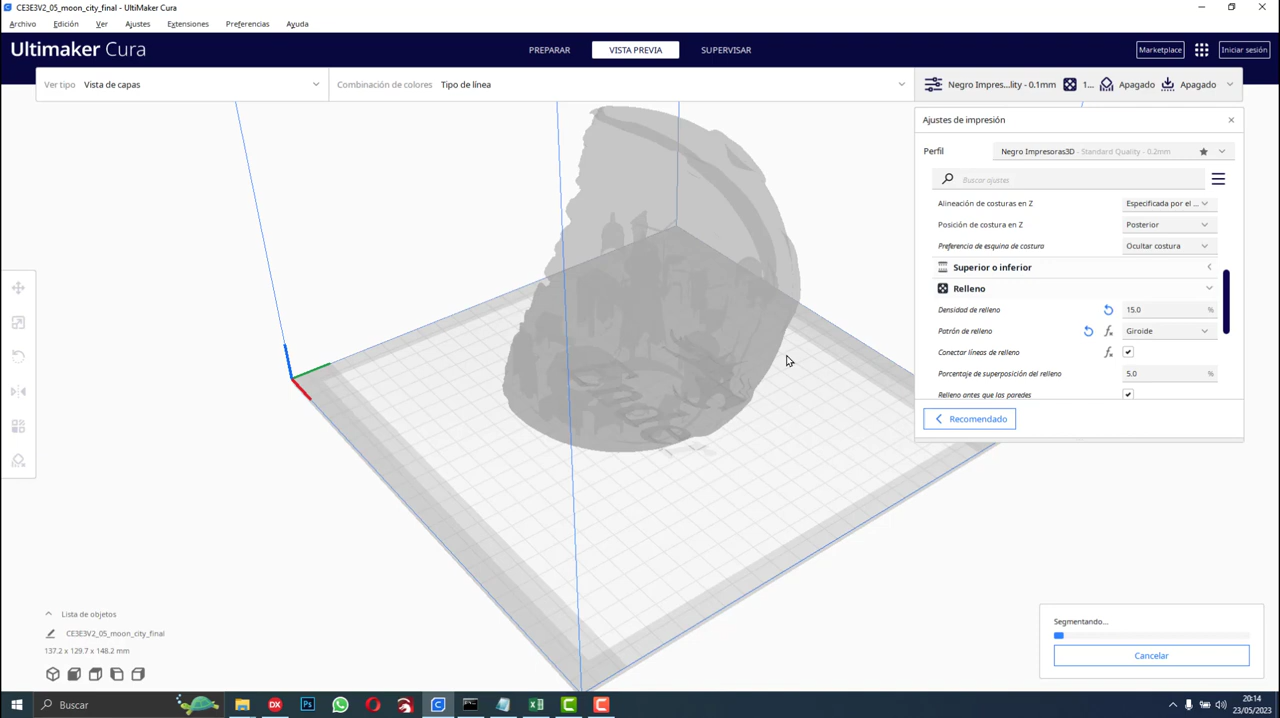 CE3E3V2_05_moon_city_final - UltiMaker Cura
Archivo Edición Ver Ajustes Extensiones Preferencias Ayuda
Ultimaker Cura
PREPARAR VISTA PREVIA SUPERVISAR
Marketplace Iniciar sesión
Ver tipo Vista de capas Combinación de colores Tipo de línea Negro Impres...lity - 0.1mm 1... Apagado Apagado
Ajustes de impresión
Perfil Negro Impresoras3D - Standard Quality - 0.2mm
Buscar ajustes
Alineación de costuras en Z Especificada por el ...
Posición de costura en Z Posterior
Preferencia de esquina de costura Ocultar costura
Superior o inferior
Relleno
Densidad de relleno 15.0 %
Patrón de relleno Giroide
Conectar líneas de relleno
Porcentaje de superposición del relleno 5.0 %
Relleno antes que las paredes
Recomendado
Lista de objetos
CE3E3V2_05_moon_city_final
137.2 x 129.7 x 148.2 mm
Segmentando...
Cancelar
Buscar
20:14
23/05/2023